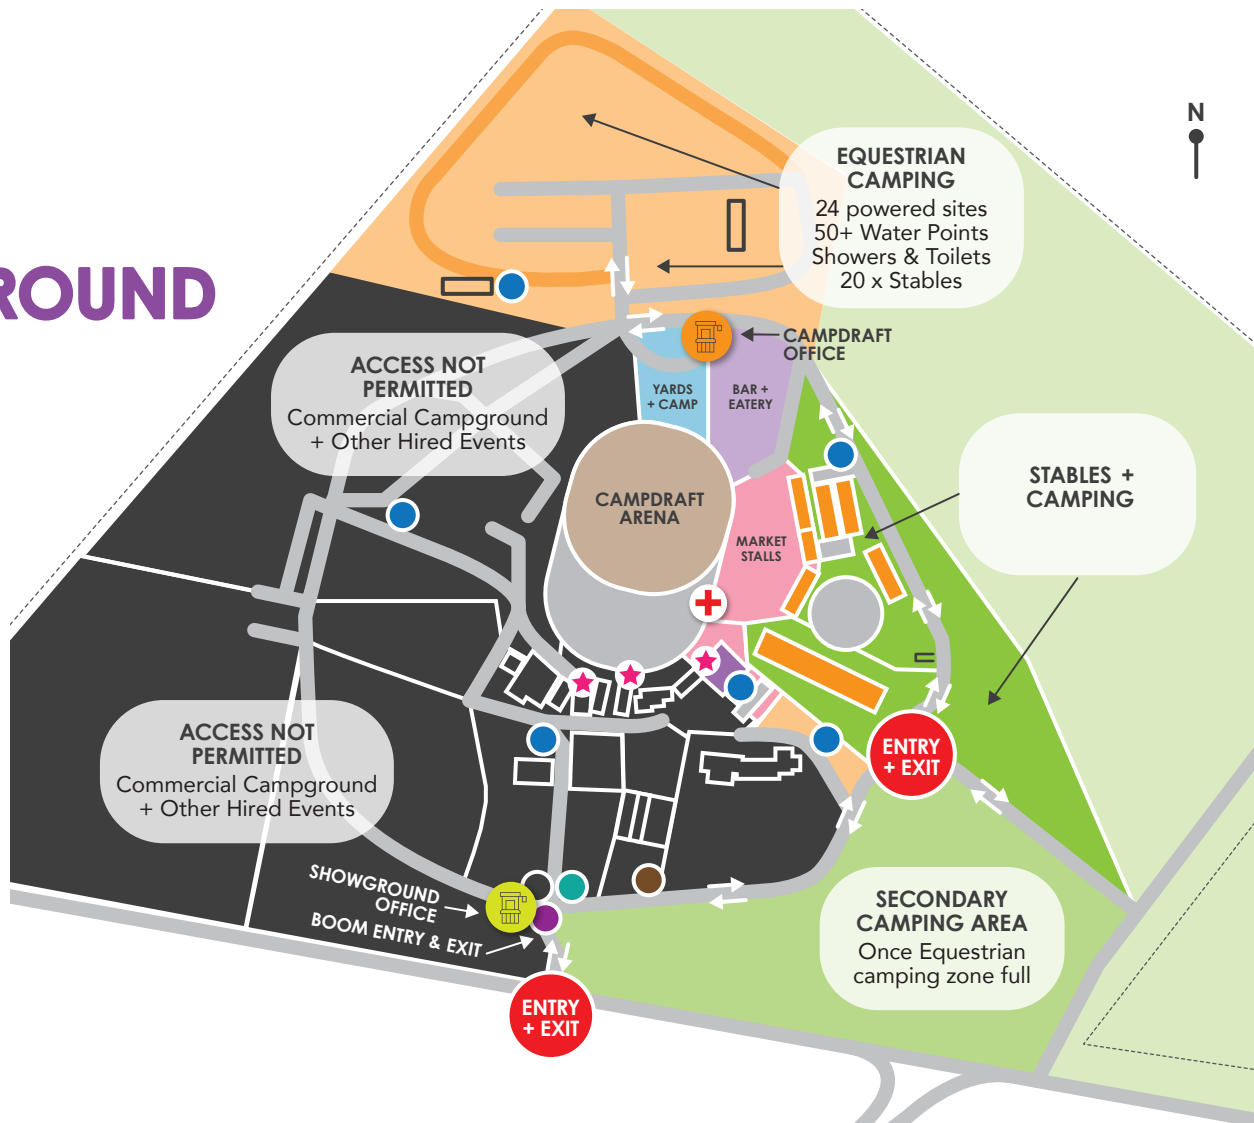 ROUND
N
EQUESTRIAN
CAMPING
24 powered sites
50+ Water Points
Showers & Toilets
20 x Stables
CAMPDRAFT
OFFICE
ACCESS NOT
PERMITTED
Commercial Campground
+ Other Hired Events
YARDS
+ CAMP
BAR +
EATERY
STABLES +
CAMPING
CAMPDRAFT
ARENA
MARKET
STALLS
ACCESS NOT
PERMITTED
Commercial Campground
+ Other Hired Events
ENTRY
+ EXIT
SHOWGROUND
OFFICE
BOOM ENTRY & EXIT
SECONDARY
CAMPING AREA
Once Equestrian
camping zone full
ENTRY
+ EXIT